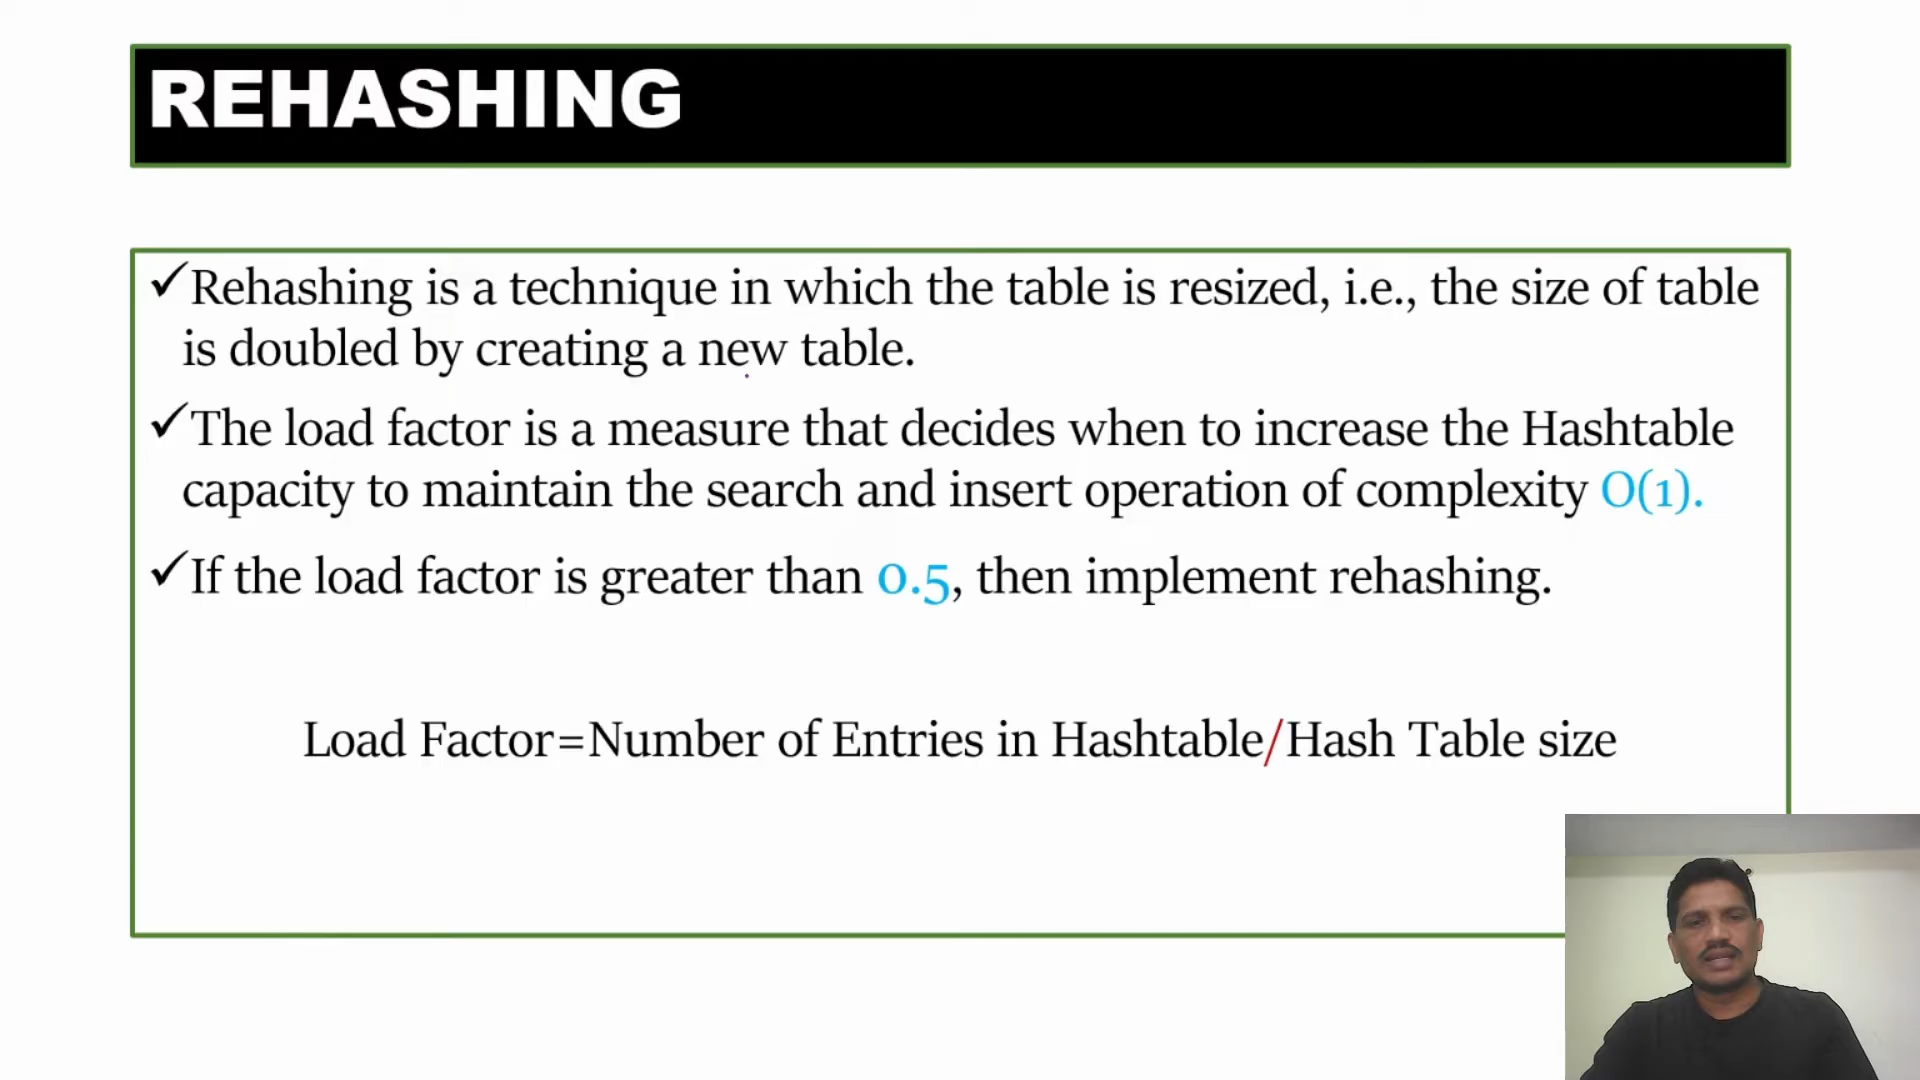 REHASHING
✓Rehashing is a technique in which the table is resized, i.e., the size of table
is doubled by creating a new table.
✓The load factor is a measure that decides when to increase the Hashtable
capacity to maintain the search and insert operation of complexity O(1).
✓If the load factor is greater than 0.5, then implement rehashing.
Load Factor=Number of Entries in Hashtable/Hash Table size